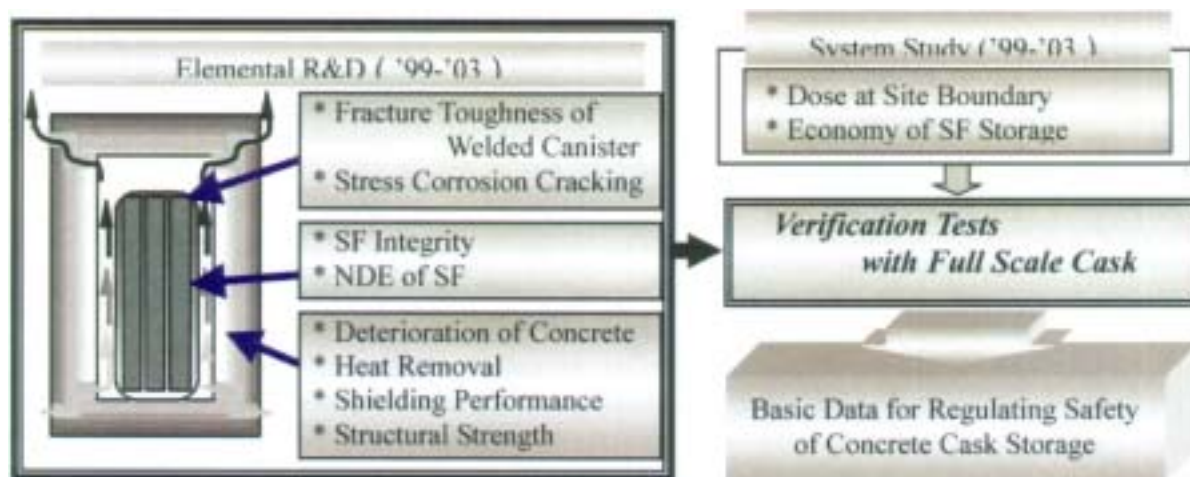 Elemental R&D ( '99-'03 )
* Fracture Toughness of
Welded Canister
* Stress Corrosion Cracking
* SF Integrity
* NDE of SF
* Deterioration of Concrete
* Heat Removal
* Shielding Performance
* Structural Strength
System Study ( '99-'03 )
* Dose at Site Boundary
* Economy of SF Storage
Verification Tests
with Full Scale Cask
Basic Data for Regulating Safety
of Concrete Cask Storage